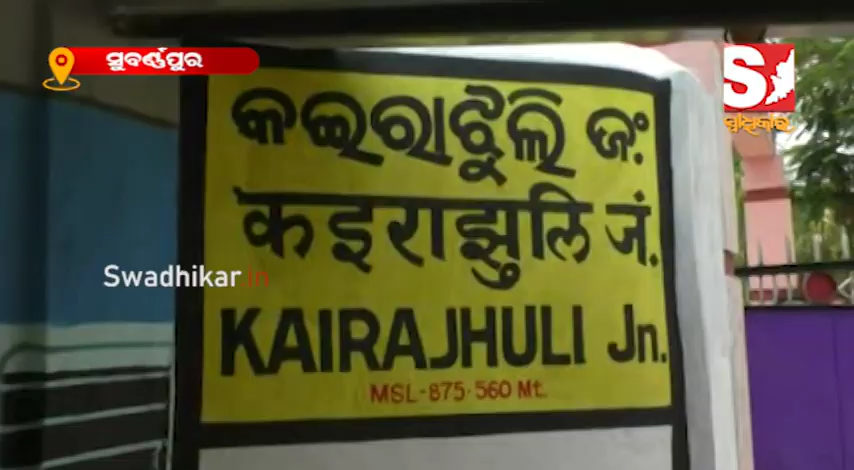 ସୁବର୍ଣ୍ଣପୁର
S
ସ୍ୱାଧିକାର
କଇରାଝୁଲି ଜଂ.
कइराझुलि जं.
Swadhikar.in
KAIRAJHULI Jn.
MSL-875·560 Mt.